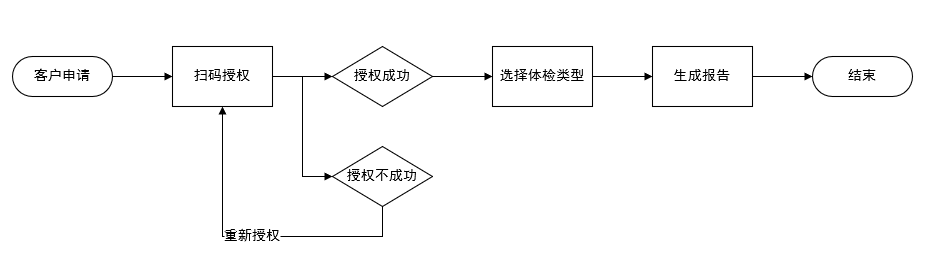 客户申请
扫码授权
授权成功
选择体检类型
生成报告
结束
授权不成功
重新授权